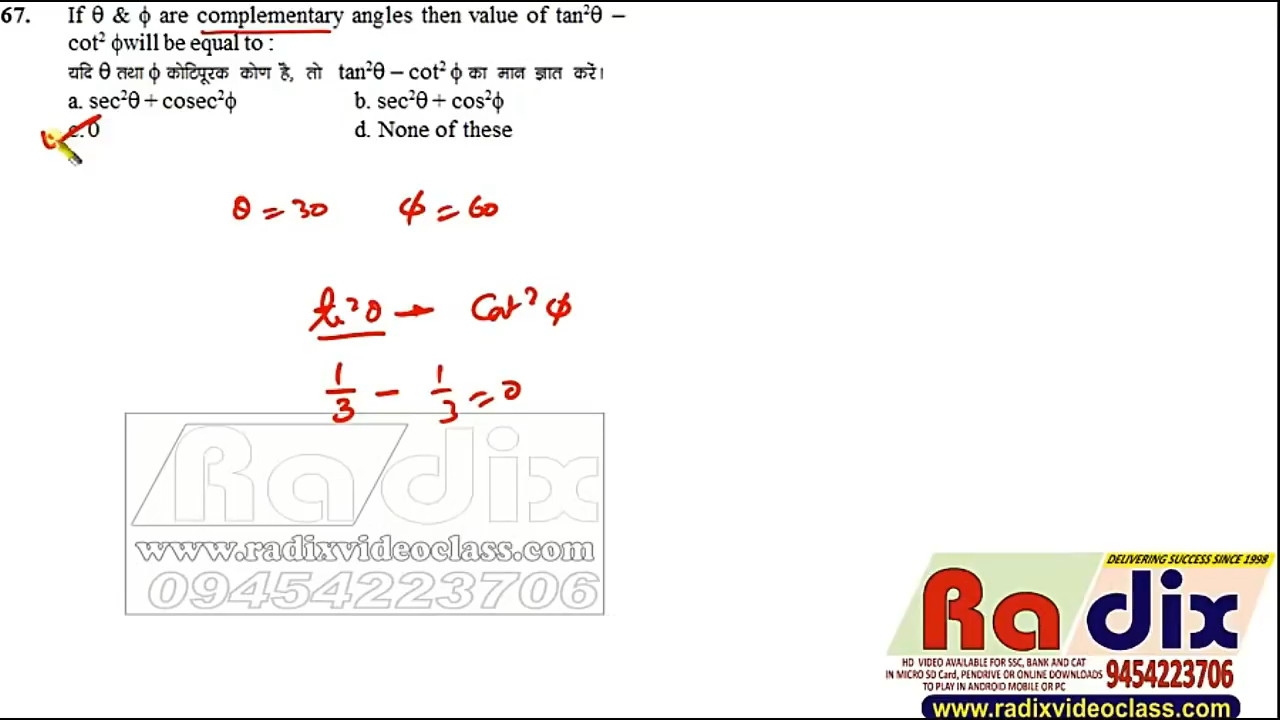 67. If θ & ϕ are complementary angles then value of tan²θ –
cot² ϕwill be equal to :
यदि θ तथा ϕ कोटिपूरक कोण है, तो tan²θ – cot² ϕ का मान ज्ञात करें।
a. sec²θ + cosec²ϕ b. sec²θ + cos²ϕ
c. 0 d. None of these
θ = 30 ϕ = 60
θ – Cot² ϕ
1/3 – 1/3 = 0
Radix
www.radixvideoclass.com
09454223706
DELIVERING SUCCESS SINCE 1998
Radix
HD VIDEO AVAILABLE FOR SSC, BANK AND CAT
IN MICRO SD Card, PENDRIVE OR ONLINE DOWNLOADS
TO PLAY IN ANDROID MOBILE OR PC
9454223706
www.radixvideoclass.com